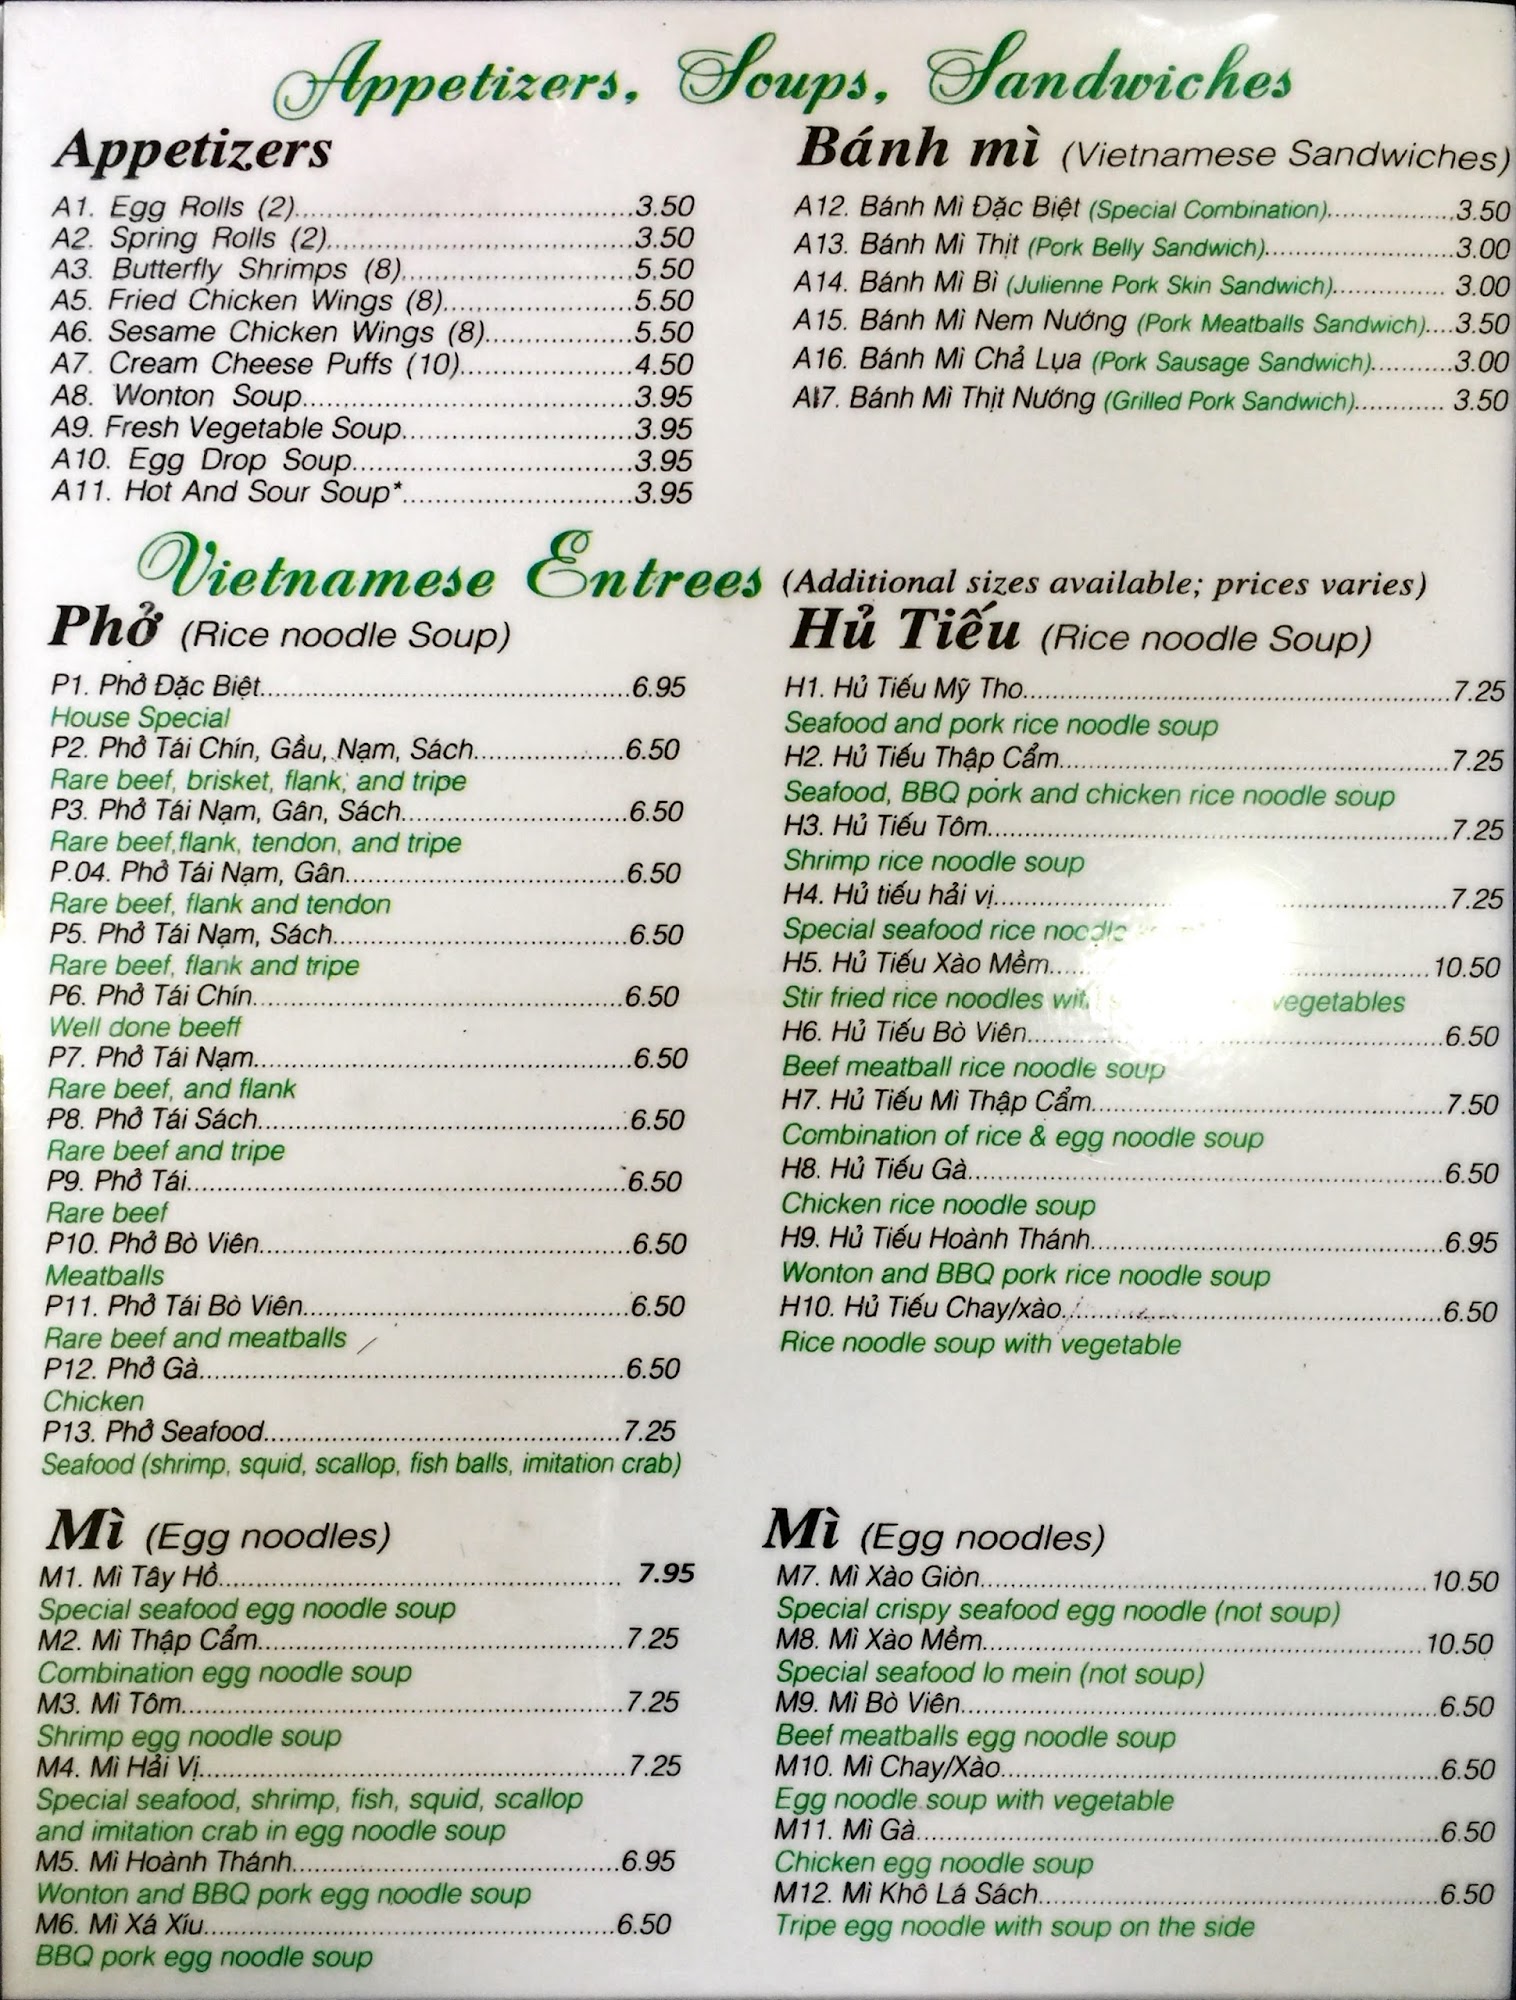 Appetizers, Soups, Sandwiches
Appetizers
A1. Egg Rolls (2)..........3.50
A2. Spring Rolls (2)..........3.50
A3. Butterfly Shrimps (8)..........5.50
A5. Fried Chicken Wings (8)..........5.50
A6. Sesame Chicken Wings (8)..........5.50
A7. Cream Cheese Puffs (10)..........4.50
A8. Wonton Soup..........3.95
A9. Fresh Vegetable Soup..........3.95
A10. Egg Drop Soup..........3.95
A11. Hot And Sour Soup*..........3.95
Bánh mì (Vietnamese Sandwiches)
A12. Bánh Mì Đặc Biệt (Special Combination)..........3.50
A13. Bánh Mì Thịt (Pork Belly Sandwich)..........3.00
A14. Bánh Mì Bì (Julienne Pork Skin Sandwich)..........3.00
A15. Bánh Mì Nem Nướng (Pork Meatballs Sandwich)....3.50
A16. Bánh Mì Chả Lụa (Pork Sausage Sandwich)..........3.00
A17. Bánh Mì Thịt Nướng (Grilled Pork Sandwich)..........3.50
Vietnamese Entrees (Additional sizes available; prices varies)
Phở (Rice noodle Soup)
P1. Phở Đặc Biệt..........6.95
House Special
P2. Phở Tái Chín, Gầu, Nạm, Sách..........6.50
Rare beef, brisket, flank, and tripe
P3. Phở Tái Nạm, Gân, Sách..........6.50
Rare beef,flank, tendon, and tripe
P.04. Phở Tái Nạm, Gân..........6.50
Rare beef, flank and tendon
P5. Phở Tái Nạm, Sách..........6.50
Rare beef, flank and tripe
P6. Phở Tái Chín..........6.50
Well done beeff
P7. Phở Tái Nạm..........6.50
Rare beef, and flank
P8. Phở Tái Sách..........6.50
Rare beef and tripe
P9. Phở Tái..........6.50
Rare beef
P10. Phở Bò Viên..........6.50
Meatballs
P11. Phở Tái Bò Viên..........6.50
Rare beef and meatballs
P12. Phở Gà..........6.50
Chicken
P13. Phở Seafood..........7.25
Seafood (shrimp, squid, scallop, fish balls, imitation crab)
Hủ Tiếu (Rice noodle Soup)
H1. Hủ Tiếu Mỹ Tho..........7.25
Seafood and pork rice noodle soup
H2. Hủ Tiếu Thập Cẩm..........7.25
Seafood, BBQ pork and chicken rice noodle soup
H3. Hủ Tiếu Tôm..........7.25
Shrimp rice noodle soup
H4. Hủ tiếu hải vị..........7.25
Special seafood rice noodle
H5. Hủ Tiếu Xào Mềm..........10.50
Stir fried rice noodles with vegetables
H6. Hủ Tiếu Bò Viên..........6.50
Beef meatball rice noodle soup
H7. Hủ Tiếu Mì Thập Cẩm..........7.50
Combination of rice & egg noodle soup
H8. Hủ Tiếu Gà..........6.50
Chicken rice noodle soup
H9. Hủ Tiếu Hoành Thánh..........6.95
Wonton and BBQ pork rice noodle soup
H10. Hủ Tiếu Chay/xào..........6.50
Rice noodle soup with vegetable
Mì (Egg noodles)
M1. Mì Tây Hồ..........7.95
Special seafood egg noodle soup
M2. Mì Thập Cẩm..........7.25
Combination egg noodle soup
M3. Mì Tôm..........7.25
Shrimp egg noodle soup
M4. Mì Hải Vị..........7.25
Special seafood, shrimp, fish, squid, scallop
and imitation crab in egg noodle soup
M5. Mì Hoành Thánh..........6.95
Wonton and BBQ pork egg noodle soup
M6. Mì Xá Xíu..........6.50
BBQ pork egg noodle soup
Mì (Egg noodles)
M7. Mì Xào Giòn..........10.50
Special crispy seafood egg noodle (not soup)
M8. Mì Xào Mềm..........10.50
Special seafood lo mein (not soup)
M9. Mì Bò Viên..........6.50
Beef meatballs egg noodle soup
M10. Mì Chay/Xào..........6.50
Egg noodle soup with vegetable
M11. Mì Gà..........6.50
Chicken egg noodle soup
M12. Mì Khô Lá Sách..........6.50
Tripe egg noodle with soup on the side